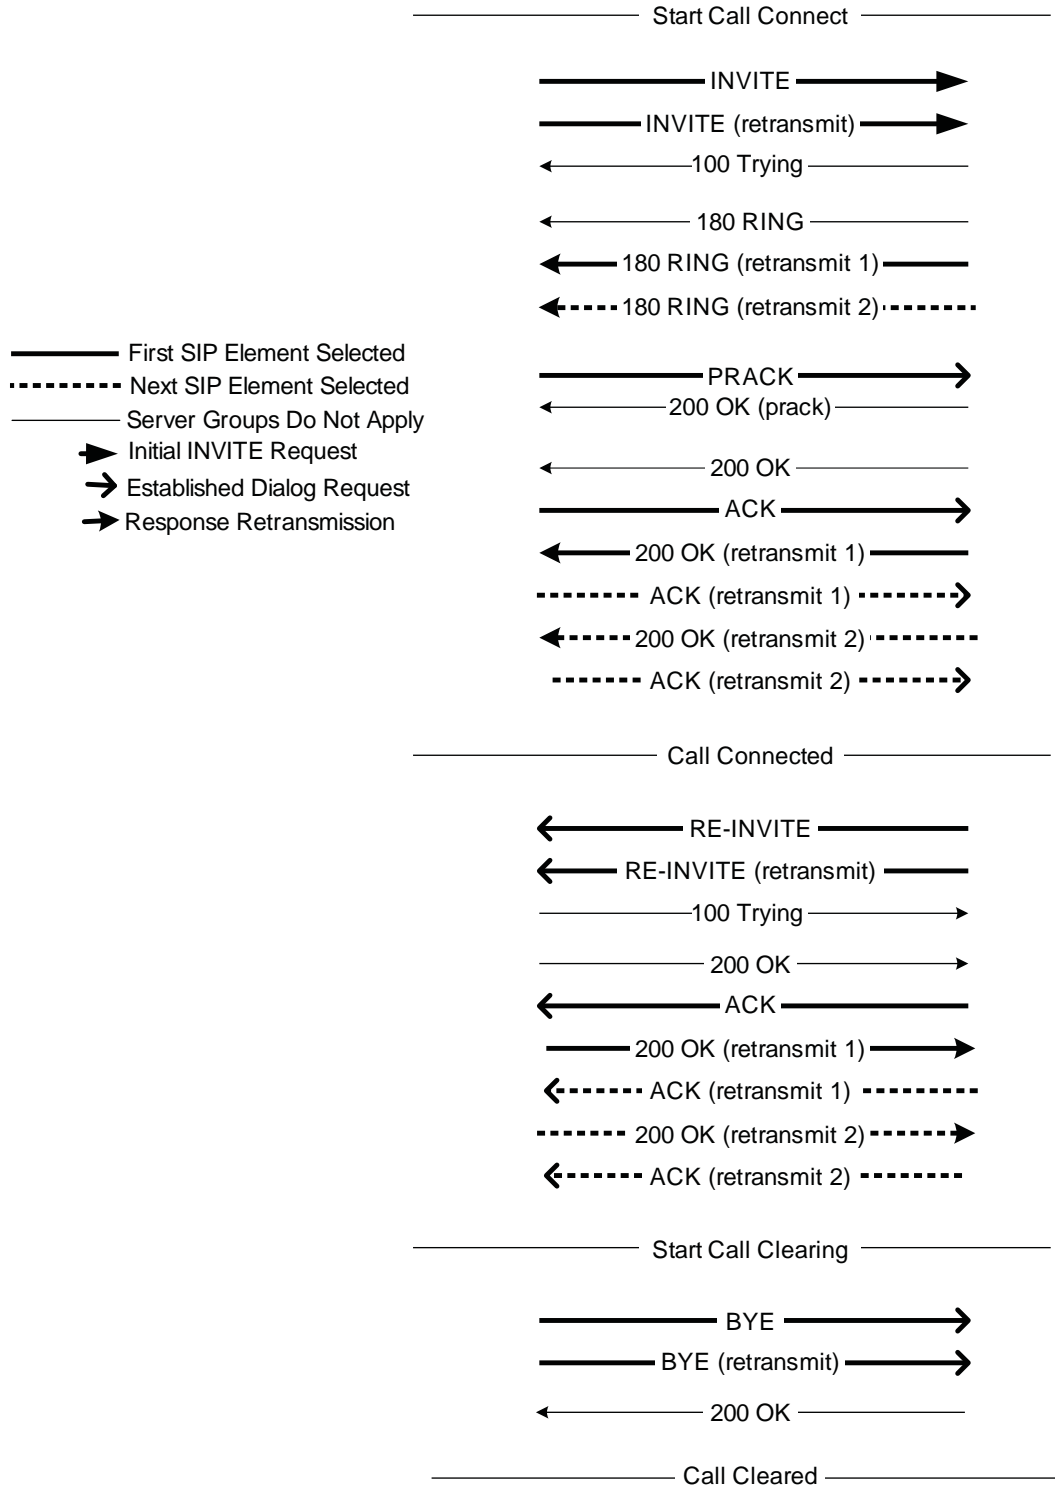 Start Call Connect
INVITE
INVITE (retransmit)
100 Trying
180 RING
180 RING (retransmit 1)
180 RING (retransmit 2)
First SIP Element Selected
Next SIP Element Selected
Server Groups Do Not Apply
Initial INVITE Request
Established Dialog Request
Response Retransmission
PRACK
200 OK (prack)
200 OK
ACK
200 OK (retransmit 1)
ACK (retransmit 1)
200 OK (retransmit 2)
ACK (retransmit 2)
Call Connected
RE-INVITE
RE-INVITE (retransmit)
100 Trying
200 OK
ACK
200 OK (retransmit 1)
ACK (retransmit 1)
200 OK (retransmit 2)
ACK (retransmit 2)
Start Call Clearing
BYE
BYE (retransmit)
200 OK
Call Cleared